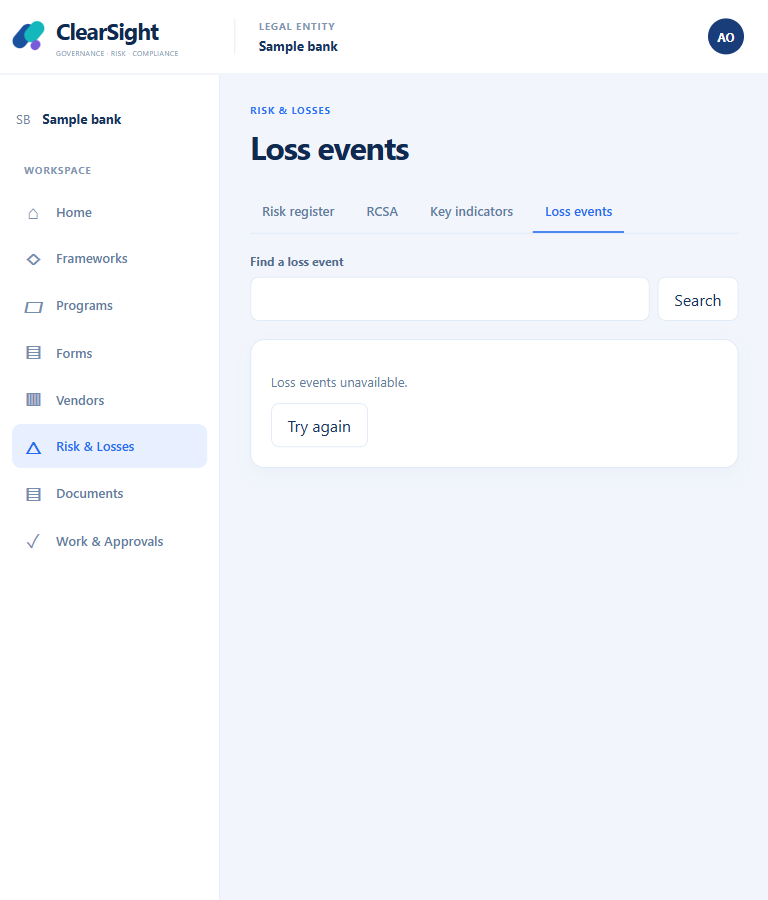 ClearSight
GOVERNANCE · RISK · COMPLIANCE
LEGAL ENTITY
Sample bank
AO
SB Sample bank
WORKSPACE
Home
Frameworks
Programs
Forms
Vendors
Risk & Losses
Documents
Work & Approvals
RISK & LOSSES
Loss events
Risk register RCSA Key indicators Loss events
Find a loss event
Search
Loss events unavailable.
Try again